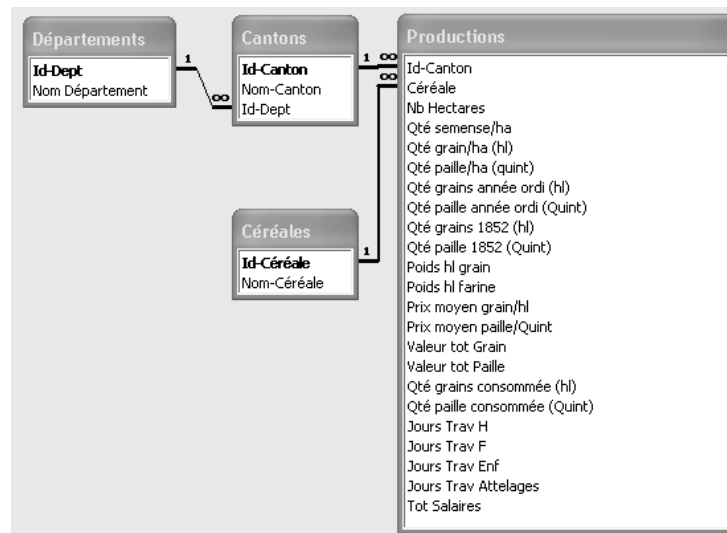 Départements
Id-Dept
Nom Département
1
∞
Cantons
Id-Canton
Nom-Canton
Id-Dept
1
∞
∞
Céréales
Id-Céréale
Nom-Céréale
1
Productions
Id-Canton
Céréale
Nb Hectares
Qté semense/ha
Qté grain/ha (hl)
Qté paille/ha (quint)
Qté grains année ordi (hl)
Qté paille année ordi (Quint)
Qté grains 1852 (hl)
Qté paille 1852 (Quint)
Poids hl grain
Poids hl farine
Prix moyen grain/hl
Prix moyen paille/Quint
Valeur tot Grain
Valeur tot Paille
Qté grains consommée (hl)
Qté paille consommée (Quint)
Jours Trav H
Jours Trav F
Jours Trav Enf
Jours Trav Attelages
Tot Salaires